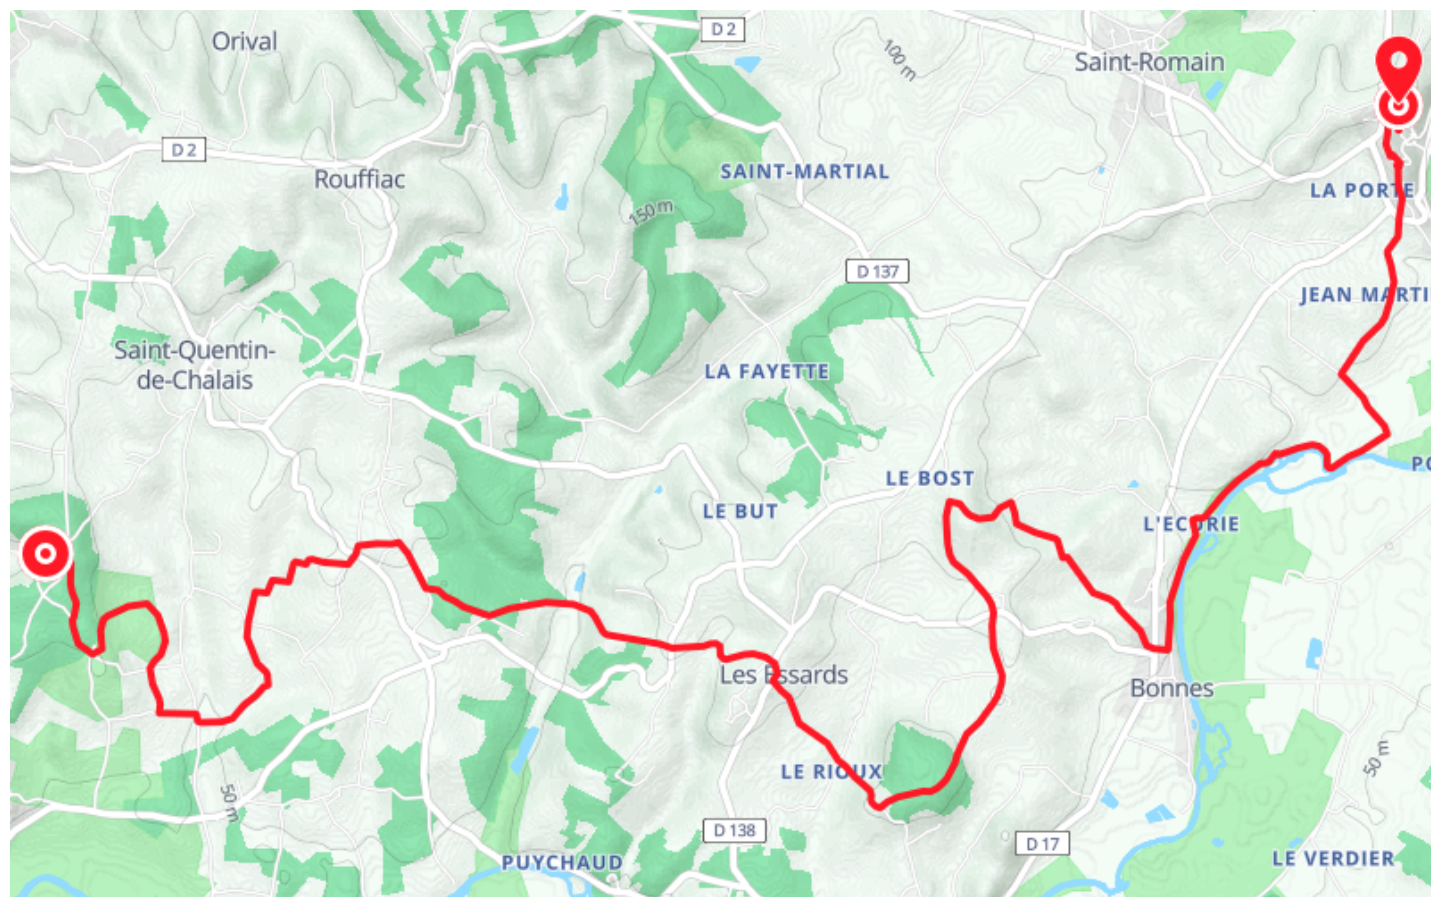 D 2
Orival
100 m
Saint-Romain
D 2
Rouffiac
SAINT-MARTIAL
LA PORTE
150 m
D 137
JEAN MARTI
Saint-Quentin-
de-Chalais
LA FAYETTE
LE BOST
PO
LE BUT
L'ECURIE
Les Essards
Bonnes
LE RIOUX
50 m
50 m
D 138
D 17
PUYCHAUD
LE VERDIER